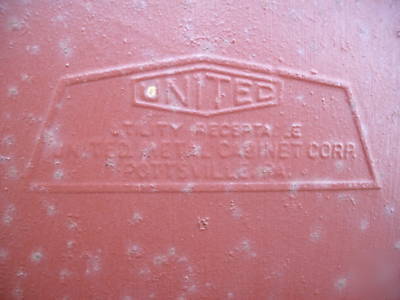 UNITED
UTILITY RECEPTACLE
UNITED METAL CABINET CORP.
POTTSVILLE, PA.